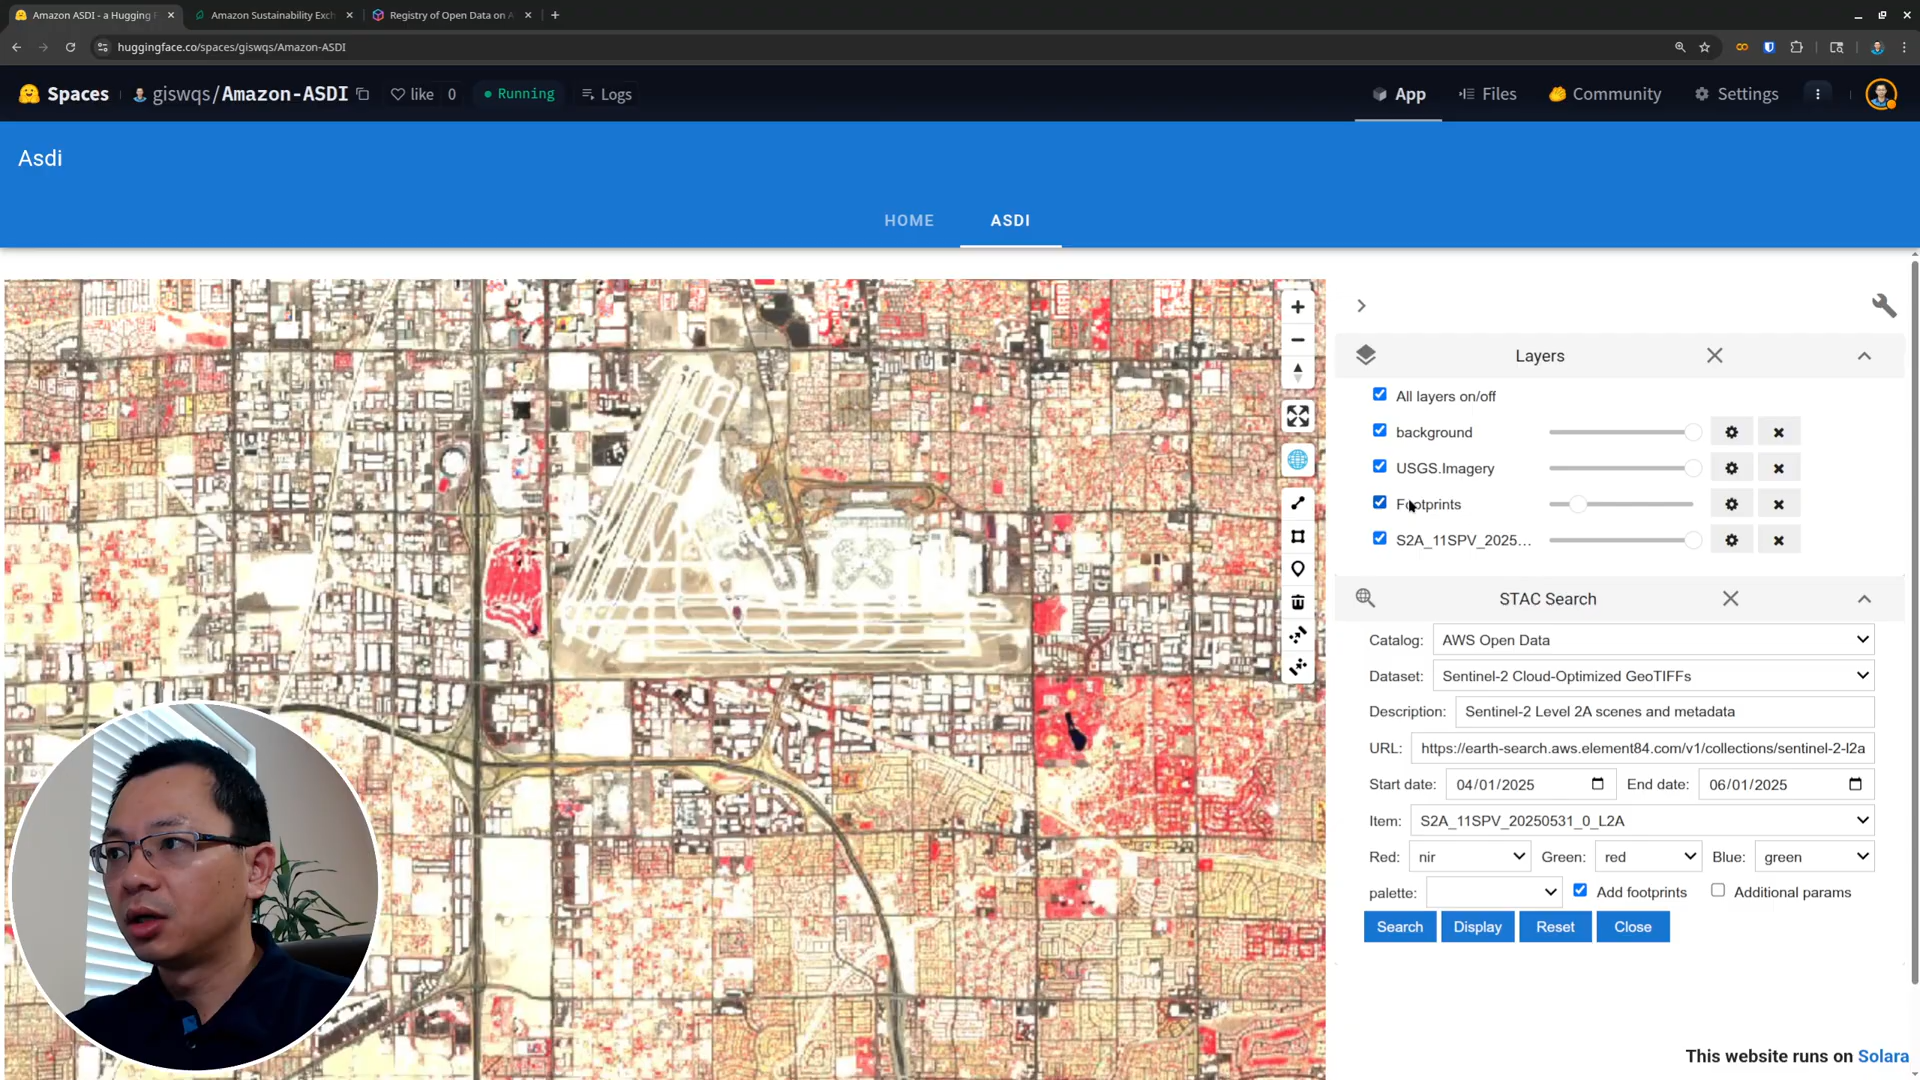 Amazon ASDI - a Hugging F
Amazon Sustainability Exch
Registry of Open Data on A
huggingface.co/spaces/giswqs/Amazon-ASDI
Spaces
giswqs/Amazon-ASDI
like 0
Running
Logs
App
Files
Community
Settings
Asdi
HOME
ASDI
Layers
All layers on/off
background
USGS.Imagery
Footprints
S2A_11SPV_2025...
STAC Search
Catalog: AWS Open Data
Dataset: Sentinel-2 Cloud-Optimized GeoTIFFs
Description: Sentinel-2 Level 2A scenes and metadata
URL: https://earth-search.aws.element84.com/v1/collections/sentinel-2-l2a
Start date: 04/01/2025 End date: 06/01/2025
Item: S2A_11SPV_20250531_0_L2A
Red: nir Green: red Blue: green
palette: Add footprints Additional params
Search Display Reset Close
This website runs on Solara